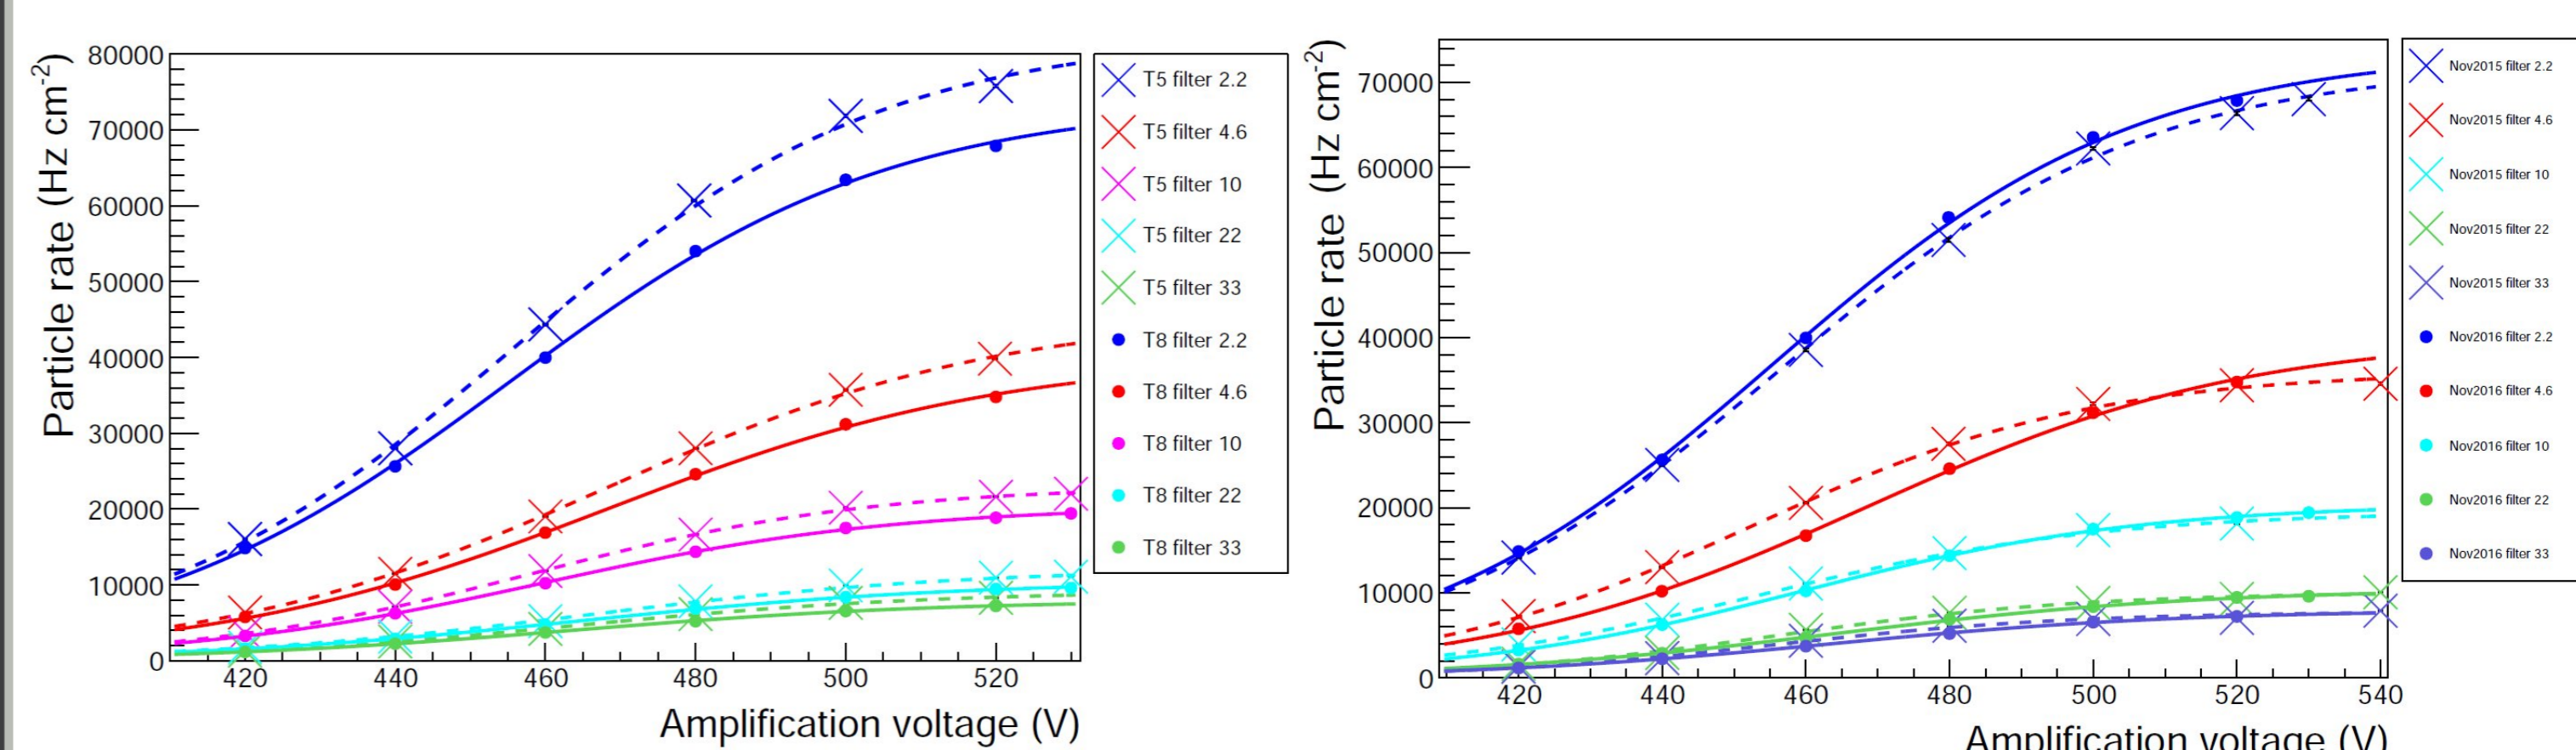 Particle rate (Hz cm-2)
80000
70000
60000
50000
40000
30000
20000
10000
0
420 440 460 480 500 520
Amplification voltage (V)
T5 filter 2.2
T5 filter 4.6
T5 filter 10
T5 filter 22
T5 filter 33
T8 filter 2.2
T8 filter 4.6
T8 filter 10
T8 filter 22
T8 filter 33
Particle rate (Hz cm-2)
70000
60000
50000
40000
30000
20000
10000
0
420 440 460 480 500 520 540
Amplification voltage (V)
Nov2015 filter 2.2
Nov2015 filter 4.6
Nov2015 filter 10
Nov2015 filter 22
Nov2015 filter 33
Nov2016 filter 2.2
Nov2016 filter 4.6
Nov2016 filter 10
Nov2016 filter 22
Nov2016 filter 33